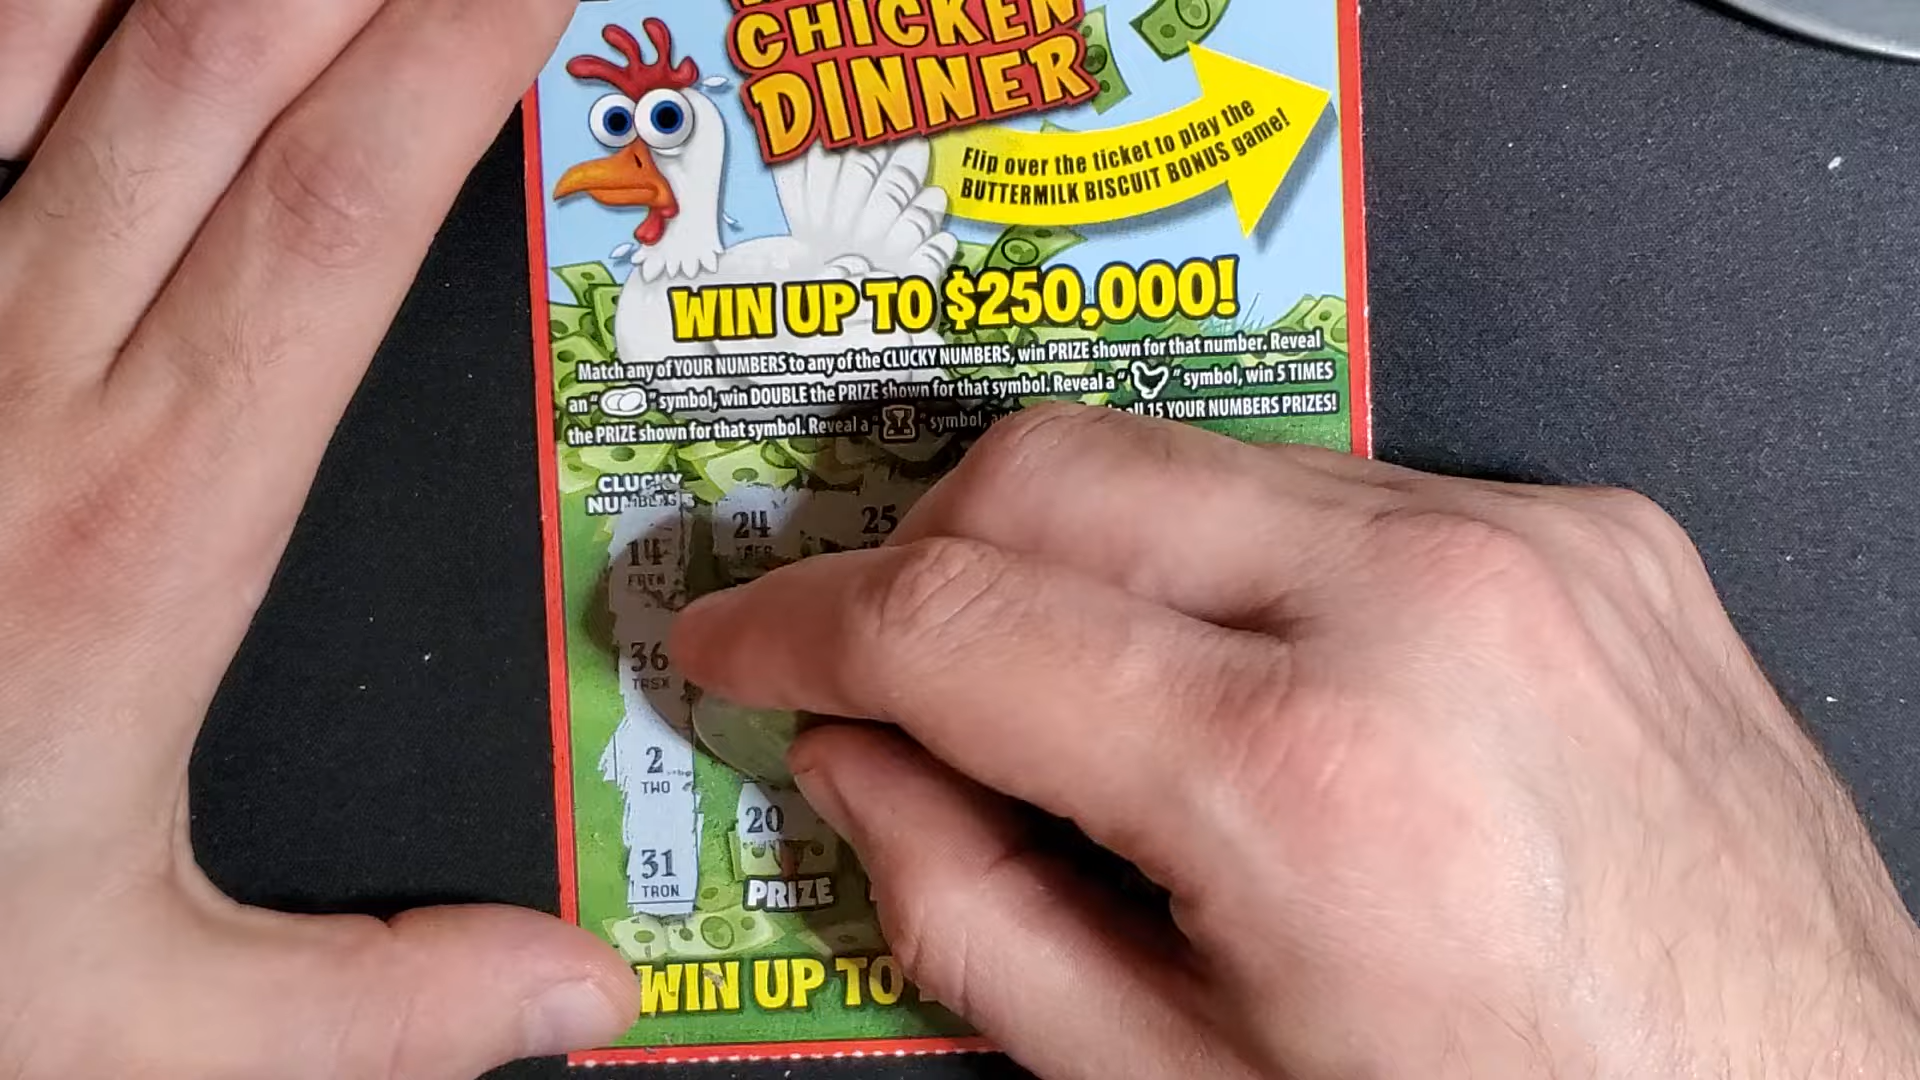 CHICKEN
DINNER
Flip over the ticket to play the
BUTTERMILK BISCUIT BONUS game!
WIN UP TO $250,000!
Match any of YOUR NUMBERS to any of the CLUCKY NUMBERS, win PRIZE shown for that number. Reveal
an " " symbol, win DOUBLE the PRIZE shown for that symbol. Reveal a " " symbol, win 5 TIMES
the PRIZE shown for that symbol. Reveal a " " symbol, all 15 YOUR NUMBERS PRIZES!
CLUCKY
NUMBERS
24
25
14
FRTN
36
TRSX
2
TWO
20
31
TRON
PRIZE
WIN UP TO